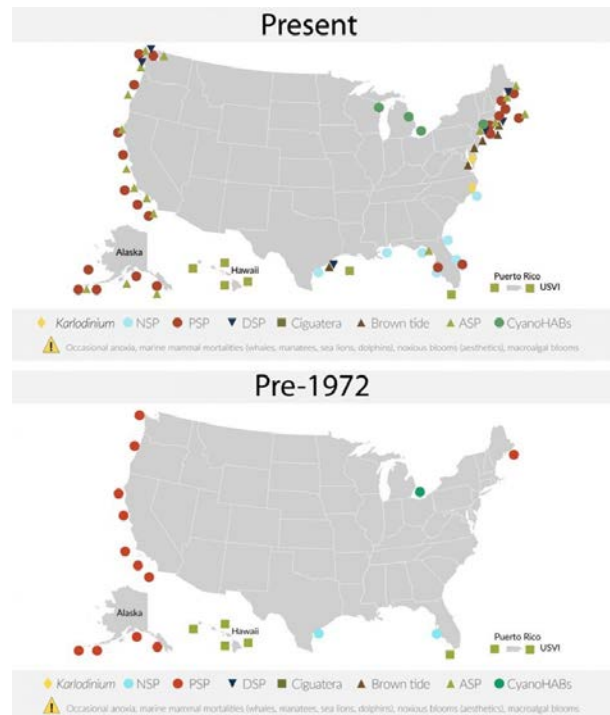 Present
Alaska
Hawaii
Puerto Rico
USVI
Karlodinium NSP PSP DSP Ciguatera Brown tide ASP CyanoHABs
Occasional anoxia, marine mammal mortalities (whales, manatees, sea lions, dolphins), noxious blooms (aesthetics), macroalgal blooms
Pre-1972
Alaska
Hawaii
Puerto Rico
USVI
Karlodinium NSP PSP DSP Ciguatera Brown tide ASP CyanoHABs
Occasional anoxia, marine mammal mortalities (whales, manatees, sea lions, dolphins), noxious blooms (aesthetics), macroalgal blooms